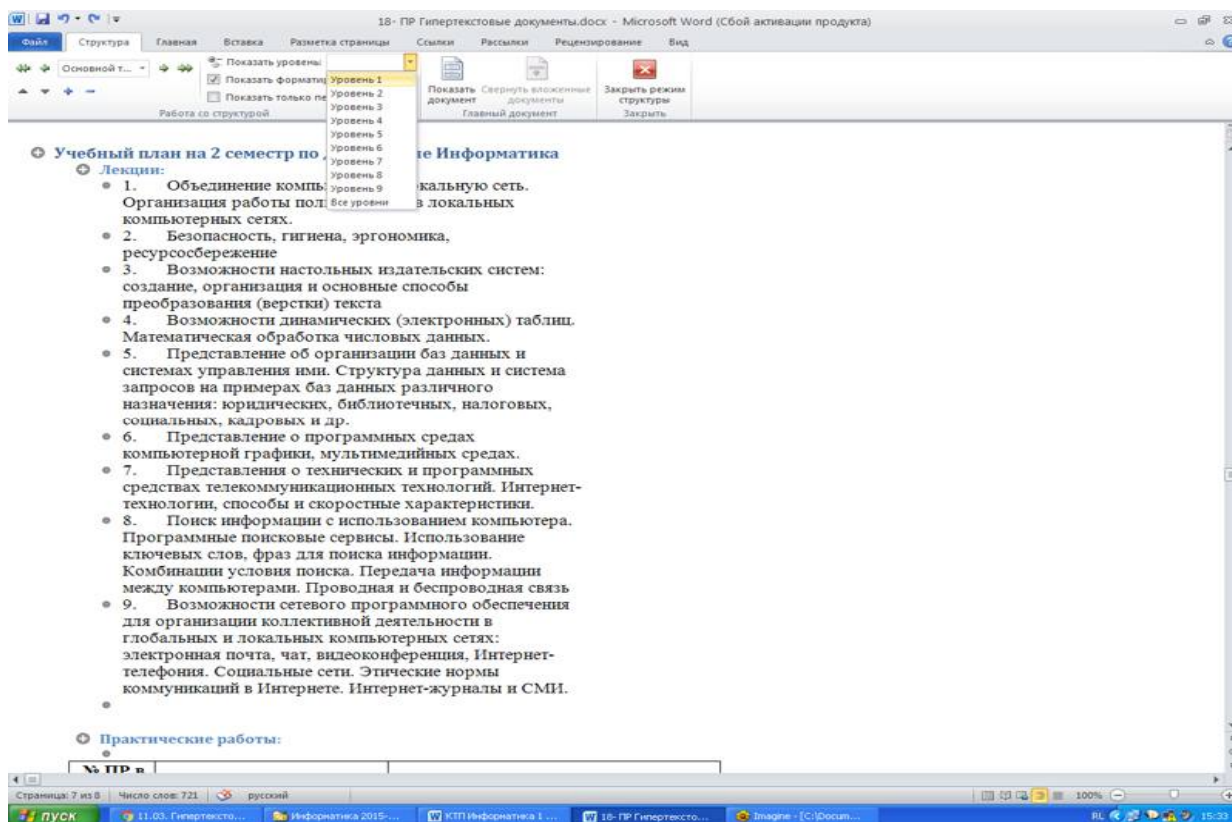 18- ПР Гипертекстовые документы.docx - Microsoft Word (Сбой активации продукта)
Файл Структура Главная Вставка Разметка страницы Ссылки Рассылки Рецензирование Вид
Основной т... Показать уровень:
Показать
Показать только
Уровень 1
Уровень 2
Уровень 3
Уровень 4
Уровень 5
Уровень 6
Уровень 7
Уровень 8
Уровень 9
Все уровни
Показать документ
Свернуть вложенные документы
Закрыть режим структуры
Работа со структурой Главный документ Закрыть
Учебный план на 2 семестр по Информатика
Лекции:
1. Объединение сеть.
Организация работы в локальных
компьютерных сетях.
2. Безопасность, гигиена, эргономика,
ресурсосбережение
3. Возможности настольных издательских систем:
создание, организация и основные способы
преобразования (верстки) текста
4. Возможности динамических (электронных) таблиц.
Математическая обработка числовых данных.
5. Представление об организации баз данных и
системах управления ими. Структура данных и система
запросов на примерах баз данных различного
назначения: юридических, библиотечных, налоговых,
социальных, кадровых и др.
6. Представление о программных средах
компьютерной графики, мультимедийных средах.
7. Представления о технических и программных
средствах телекоммуникационных технологий. Интернет-
технологии, способы и скоростные характеристики.
8. Поиск информации с использованием компьютера.
Программные поисковые сервисы. Использование
ключевых слов, фраз для поиска информации.
Комбинации условия поиска. Передача информации
между компьютерами. Проводная и беспроводная связь
9. Возможности сетевого программного обеспечения
для организации коллективной деятельности в
глобальных и локальных компьютерных сетях:
электронная почта, чат, видеоконференция, Интернет-
телефония. Социальные сети. Этические нормы
коммуникаций в Интернете. Интернет-журналы и СМИ.
Практические работы:
№ ПР в
Страница: 7 из 8 Число слов: 721 русский 100%
пуск 11.03. Гипертексто... Информатика 2015-... КТП Информатика 1 ... 18- ПР Гипертексто... Imagine - [C:\Docum... RL 15:33